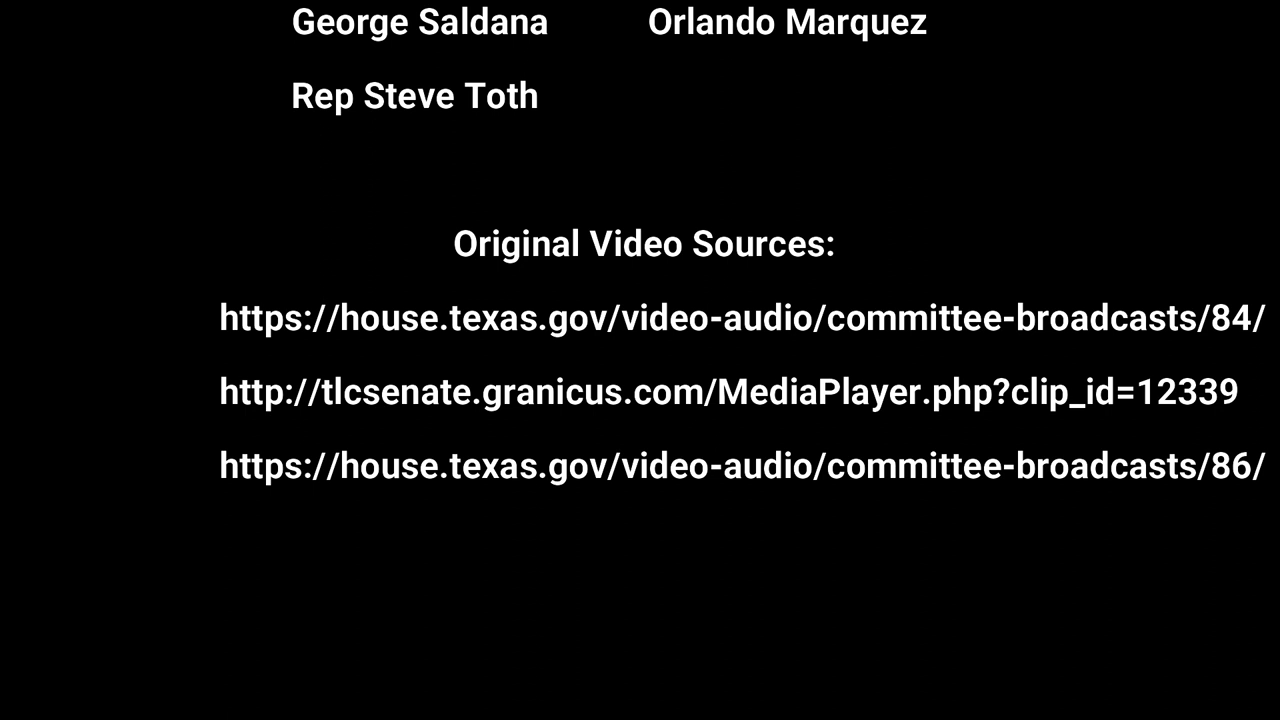 George Saldana Orlando Marquez
Rep Steve Toth
Original Video Sources:
https://house.texas.gov/video-audio/committee-broadcasts/84/
http://tlcsenate.granicus.com/MediaPlayer.php?clip_id=12339
https://house.texas.gov/video-audio/committee-broadcasts/86/